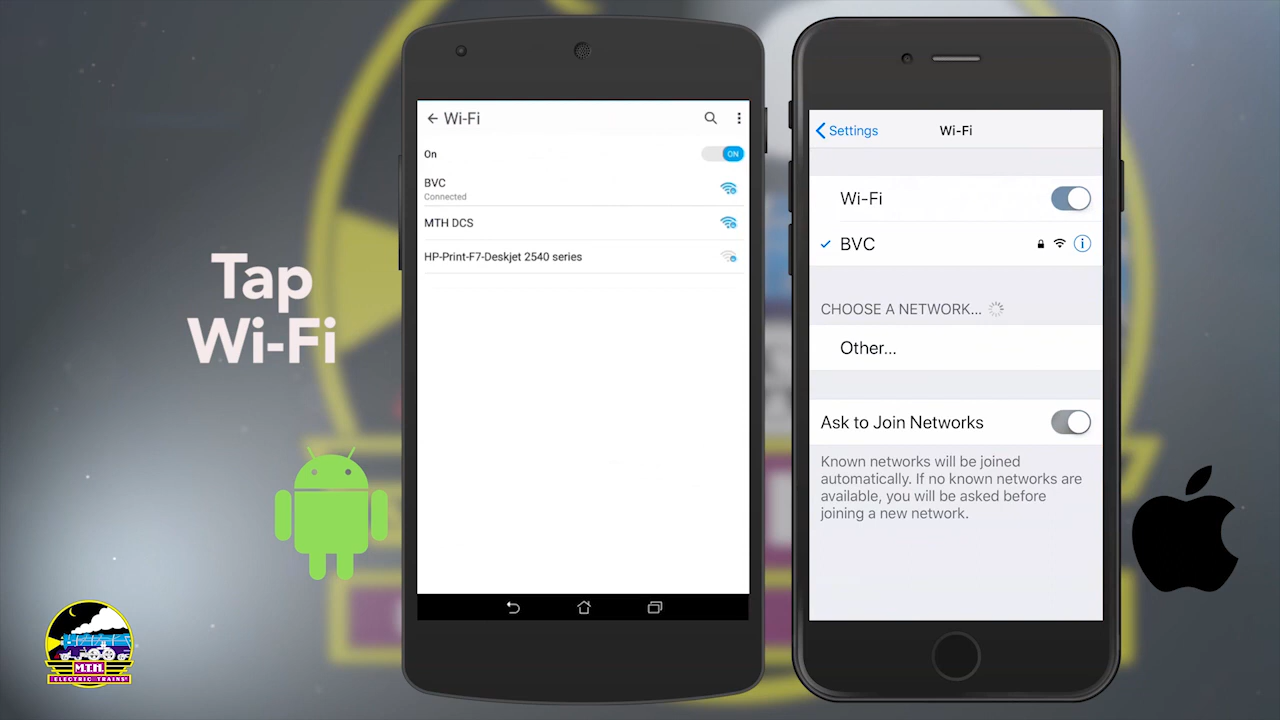 Tap
Wi-Fi
Wi-Fi
On
ON
BVC
Connected
MTH DCS
HP-Print-F7-Deskjet 2540 series
Settings
Wi-Fi
Wi-Fi
BVC
CHOOSE A NETWORK...
Other...
Ask to Join Networks
Known networks will be joined
automatically. If no known networks are
available, you will be asked before
joining a new network.
M.T.H.
ELECTRIC TRAINS